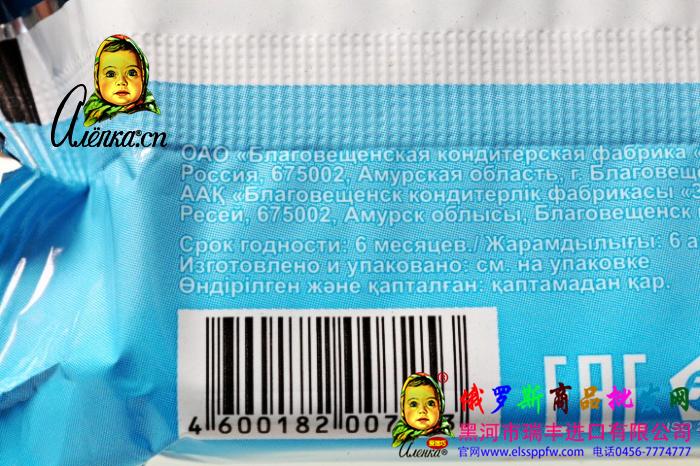 Алёнка®.cn
ОАО «Благовещенская кондитерская фабрика
Россия, 675002, Амурская область, г. Благовещ
ААҚ «Благовещенск кондитерлік фабрикасы
Ресей, 675002, Амурск облысы, Благовещенск
Срок годности: 6 месяцев./ Жарамдылығы: 6 а
Изготовлено и упаковано: см. на упаковке
Өндірілген және қапталған: қаптамадан қар.
ЕАС
4 600182 007 3
俄罗斯商品批发网
黑河市瑞丰进口有限公司
Алёнка®
官网www.elssppfw.com 电话0456-7774777